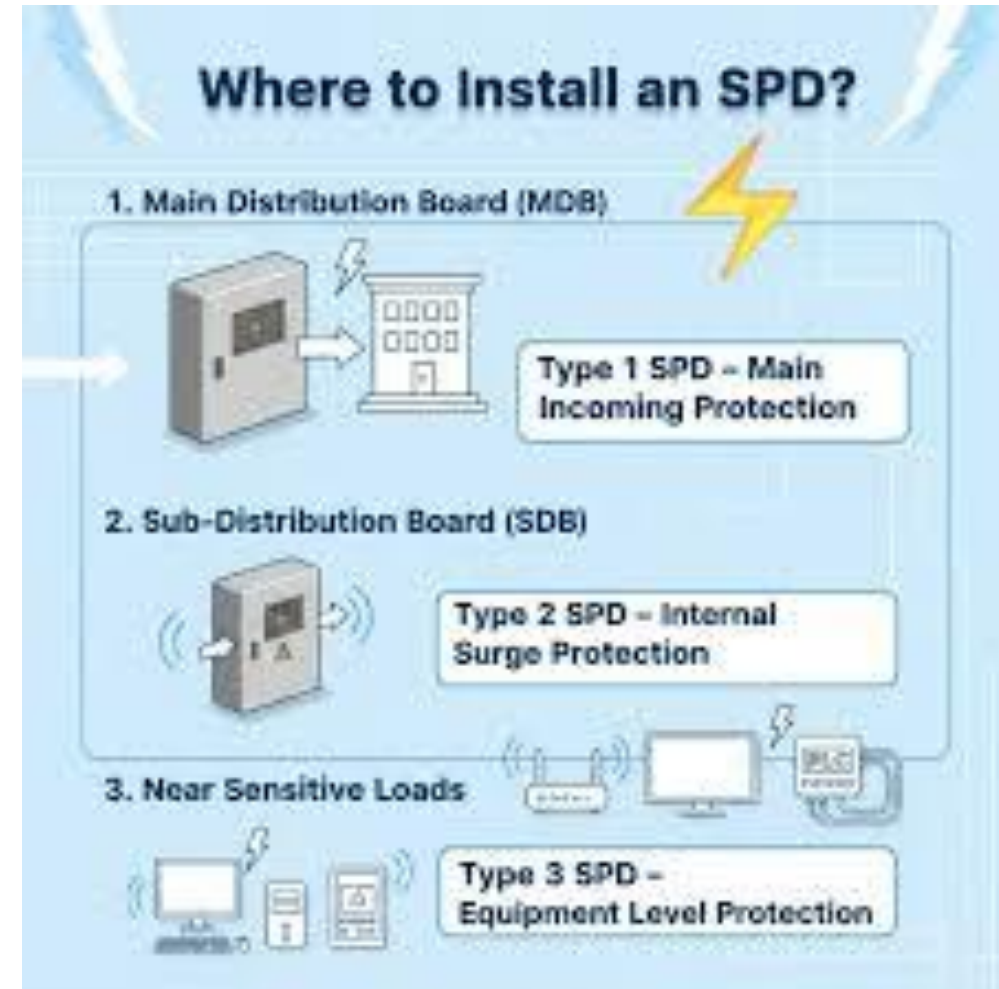 Where to Install an SPD?
1. Main Distribution Board (MDB)
Type 1 SPD – Main
Incoming Protection
2. Sub-Distribution Board (SDB)
Type 2 SPD – Internal
Surge Protection
PLC
3. Near Sensitive Loads
Type 3 SPD –
Equipment Level Protection